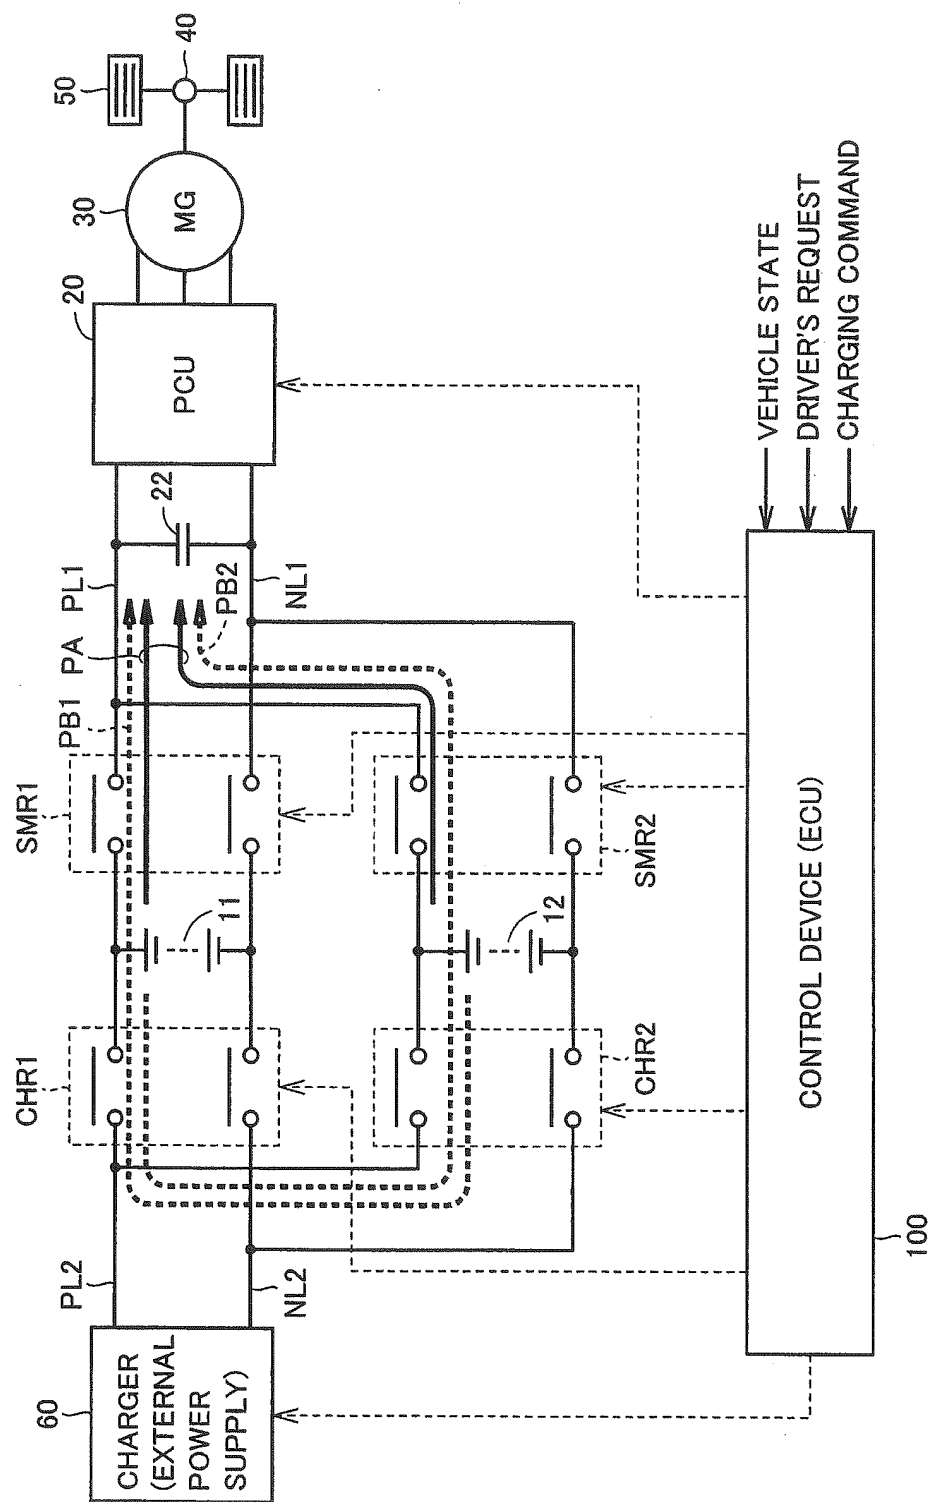 60
CHARGER
(EXTERNAL
POWER
SUPPLY)
PL2
NL2
CHR1
11
SMR1
PB1
PA
PL1
PB2
NL1
22
20
PCU
30
MG
50
40
CHR2
12
SMR2
100
CONTROL DEVICE (ECU)
VEHICLE STATE
DRIVER'S REQUEST
CHARGING COMMAND